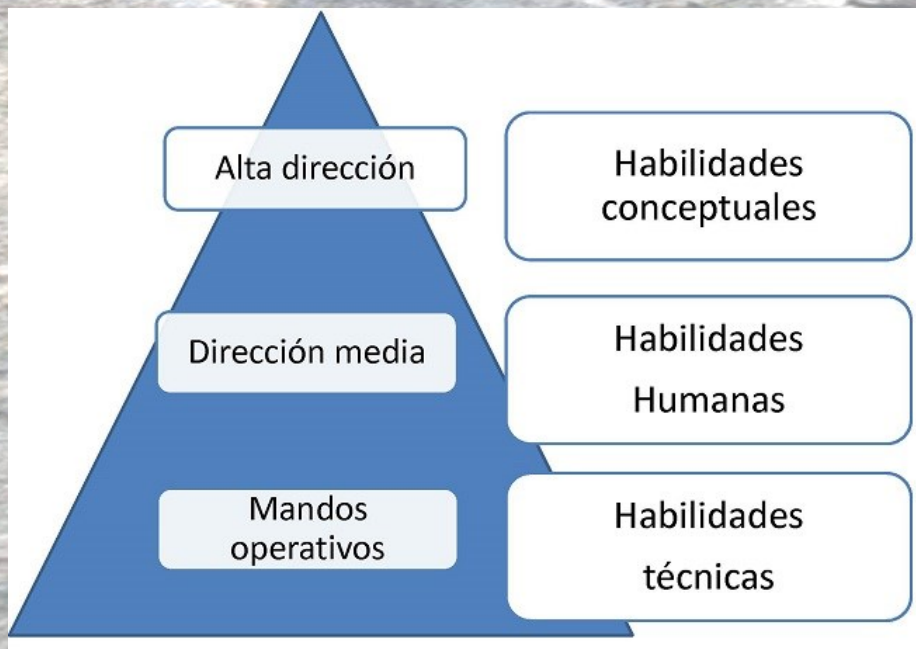 Alta dirección
Habilidades
conceptuales
Dirección media
Habilidades
Humanas
Mandos
operativos
Habilidades
técnicas